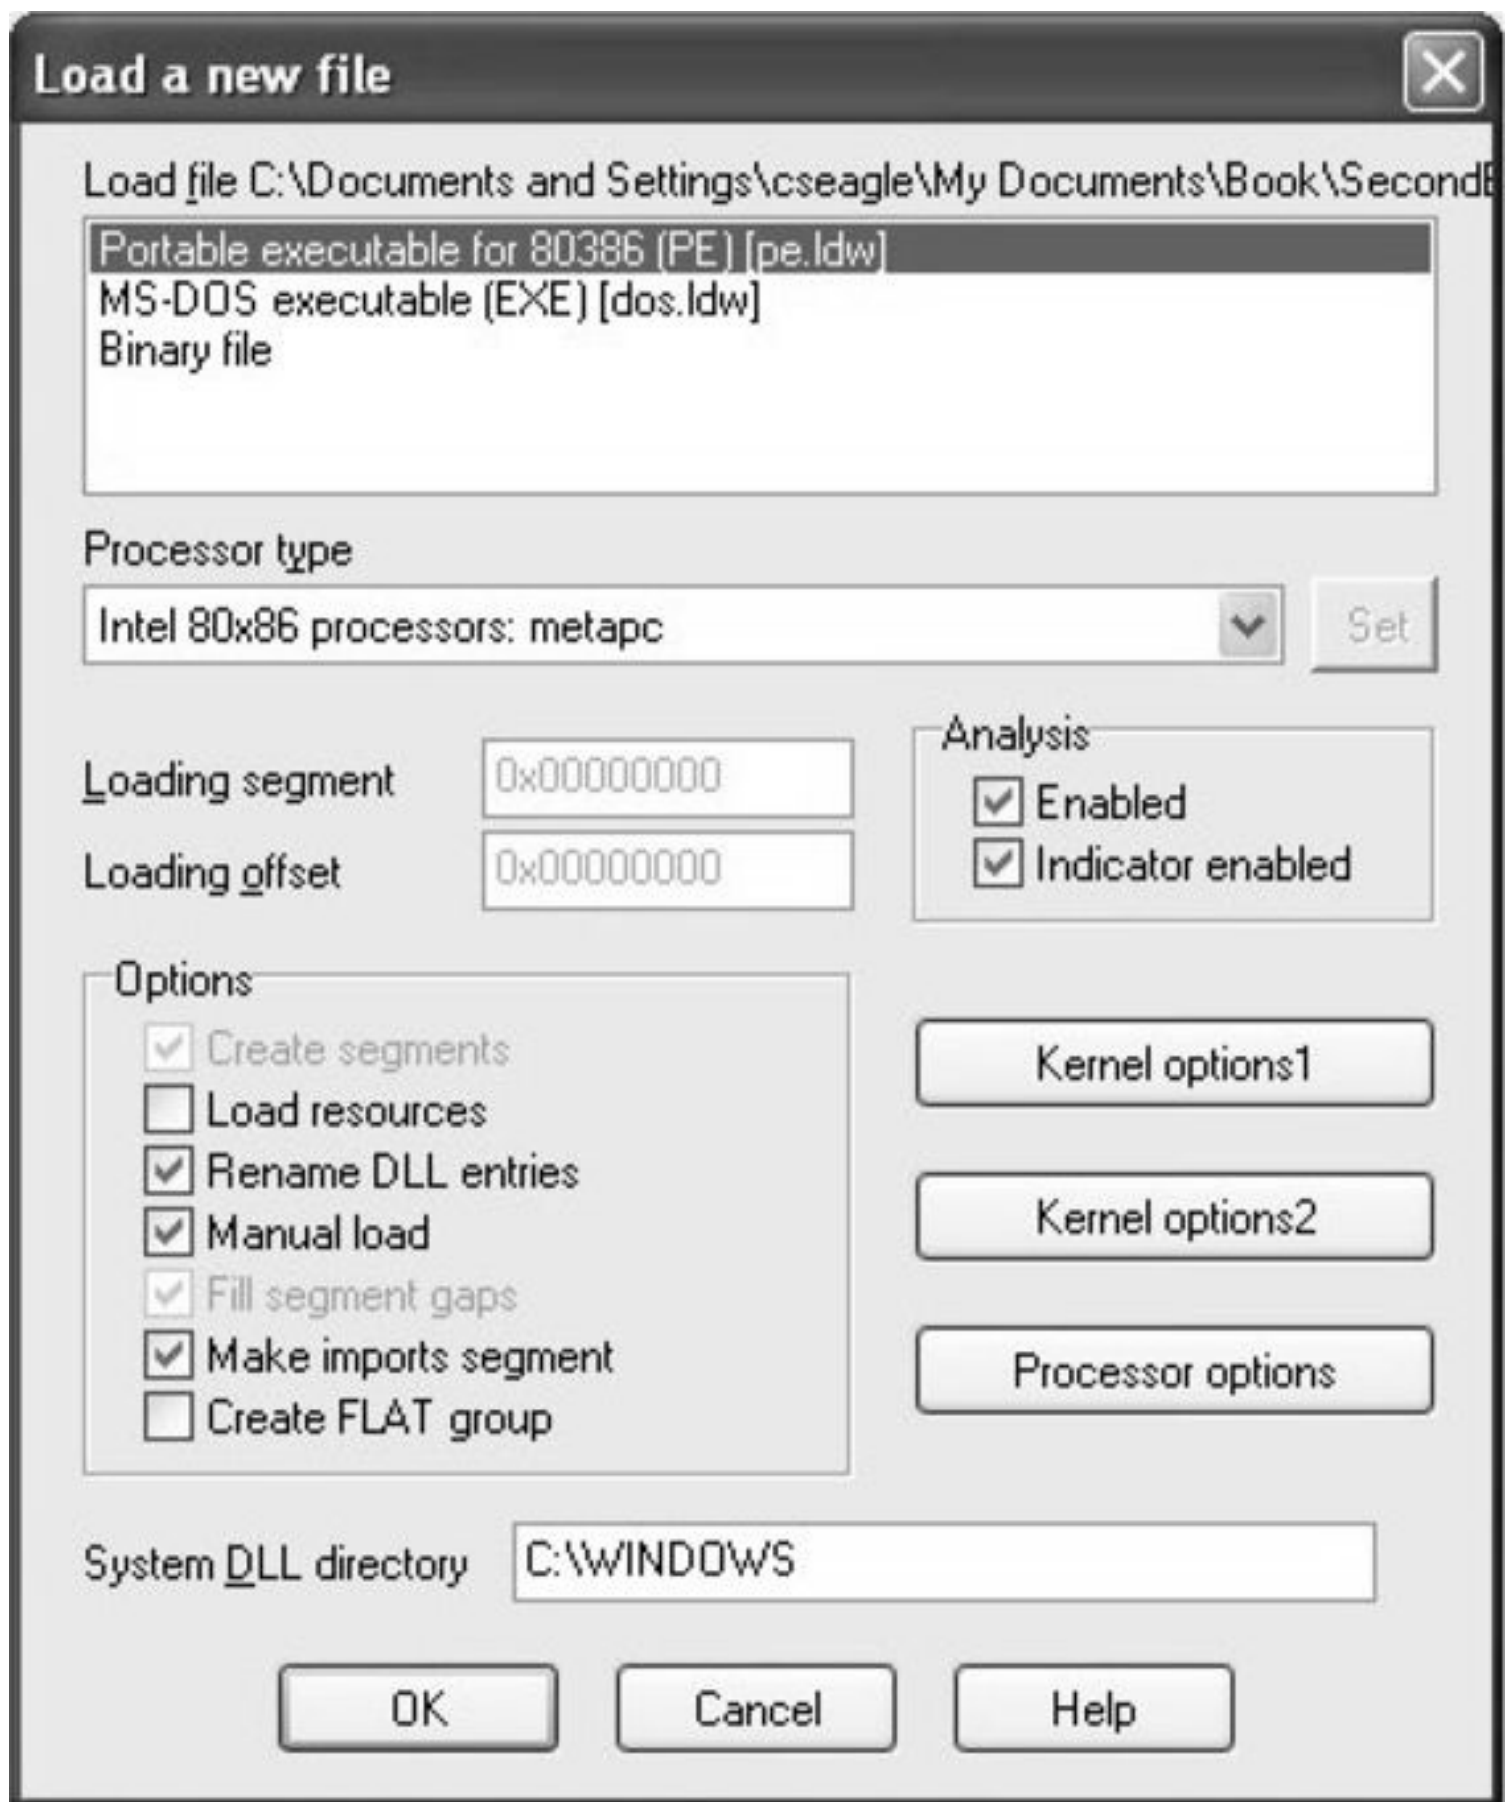 Load a new file
Load file C:\Documents and Settings\cseagle\My Documents\Book\Second
Portable executable for 80386 (PE) [pe.ldw]
MS-DOS executable (EXE) [dos.ldw]
Binary file
Processor type
Intel 80x86 processors: metapc
Set
Loading segment
0x00000000
Loading offset
0x00000000
Analysis
Enabled
Indicator enabled
Options
Create segments
Load resources
Rename DLL entries
Manual load
Fill segment gaps
Make imports segment
Create FLAT group
Kernel options1
Kernel options2
Processor options
System DLL directory
C:\WINDOWS
OK
Cancel
Help